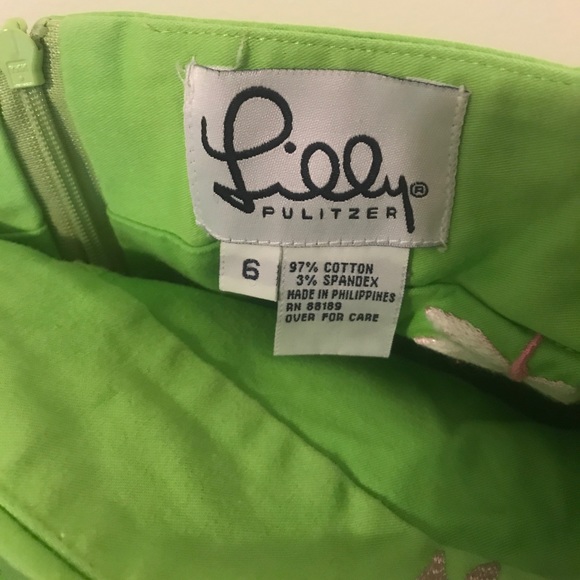 Lilly®
PULITZER
6
97% COTTON
3% SPANDEX
MADE IN PHILIPPINES
RN 88189
OVER FOR CARE